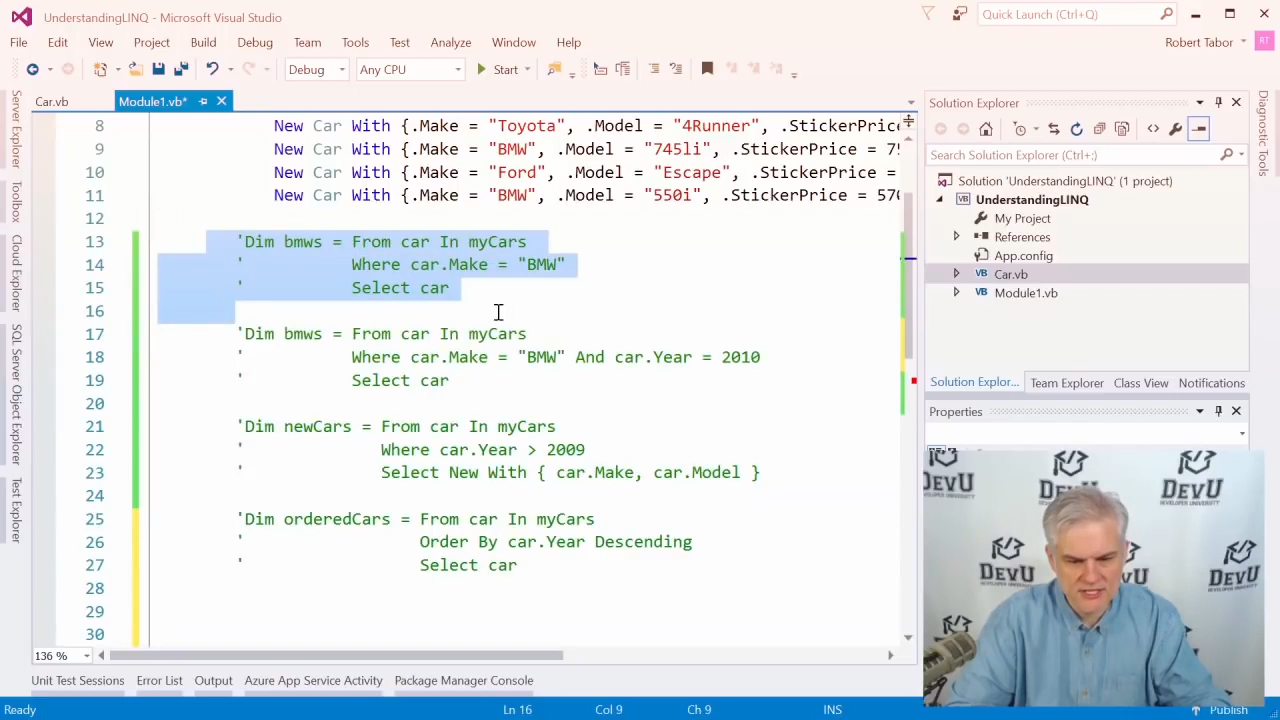 UnderstandingLINQ - Microsoft Visual Studio
Quick Launch (Ctrl+Q)
File Edit View Project Build Debug Team Tools Test Analyze Window Help
Robert Tabor RT
Debug Any CPU Start
Car.vb Module1.vb*
Server Explorer
Toolbox
Cloud Explorer
SQL Server Object Explorer
Test Explorer
8 New Car With {.Make = "Toyota", .Model = "4Runner", .StickerPrice
9 New Car With {.Make = "BMW", .Model = "745li", .StickerPrice = 75
10 New Car With {.Make = "Ford", .Model = "Escape", .StickerPrice =
11 New Car With {.Make = "BMW", .Model = "550i", .StickerPrice = 570
12
13 'Dim bmws = From car In myCars
14 ' Where car.Make = "BMW"
15 ' Select car
16
17 'Dim bmws = From car In myCars
18 ' Where car.Make = "BMW" And car.Year = 2010
19 ' Select car
20
21 'Dim newCars = From car In myCars
22 ' Where car.Year > 2009
23 ' Select New With { car.Make, car.Model }
24
25 'Dim orderedCars = From car In myCars
26 ' Order By car.Year Descending
27 ' Select car
28
29
30
136 %
Solution Explorer
Search Solution Explorer (Ctrl+;)
Solution 'UnderstandingLINQ' (1 project)
UnderstandingLINQ
My Project
References
App.config
Car.vb
Module1.vb
Solution Explor... Team Explorer Class View Notifications
Properties
Diagnostic Tools
DEVU DEVU DEVU
DEVELOPER UNIVERSITY
DEVU DEVU
Unit Test Sessions Error List Output Azure App Service Activity Package Manager Console
Ready Ln 16 Col 9 Ch 9 INS Publish